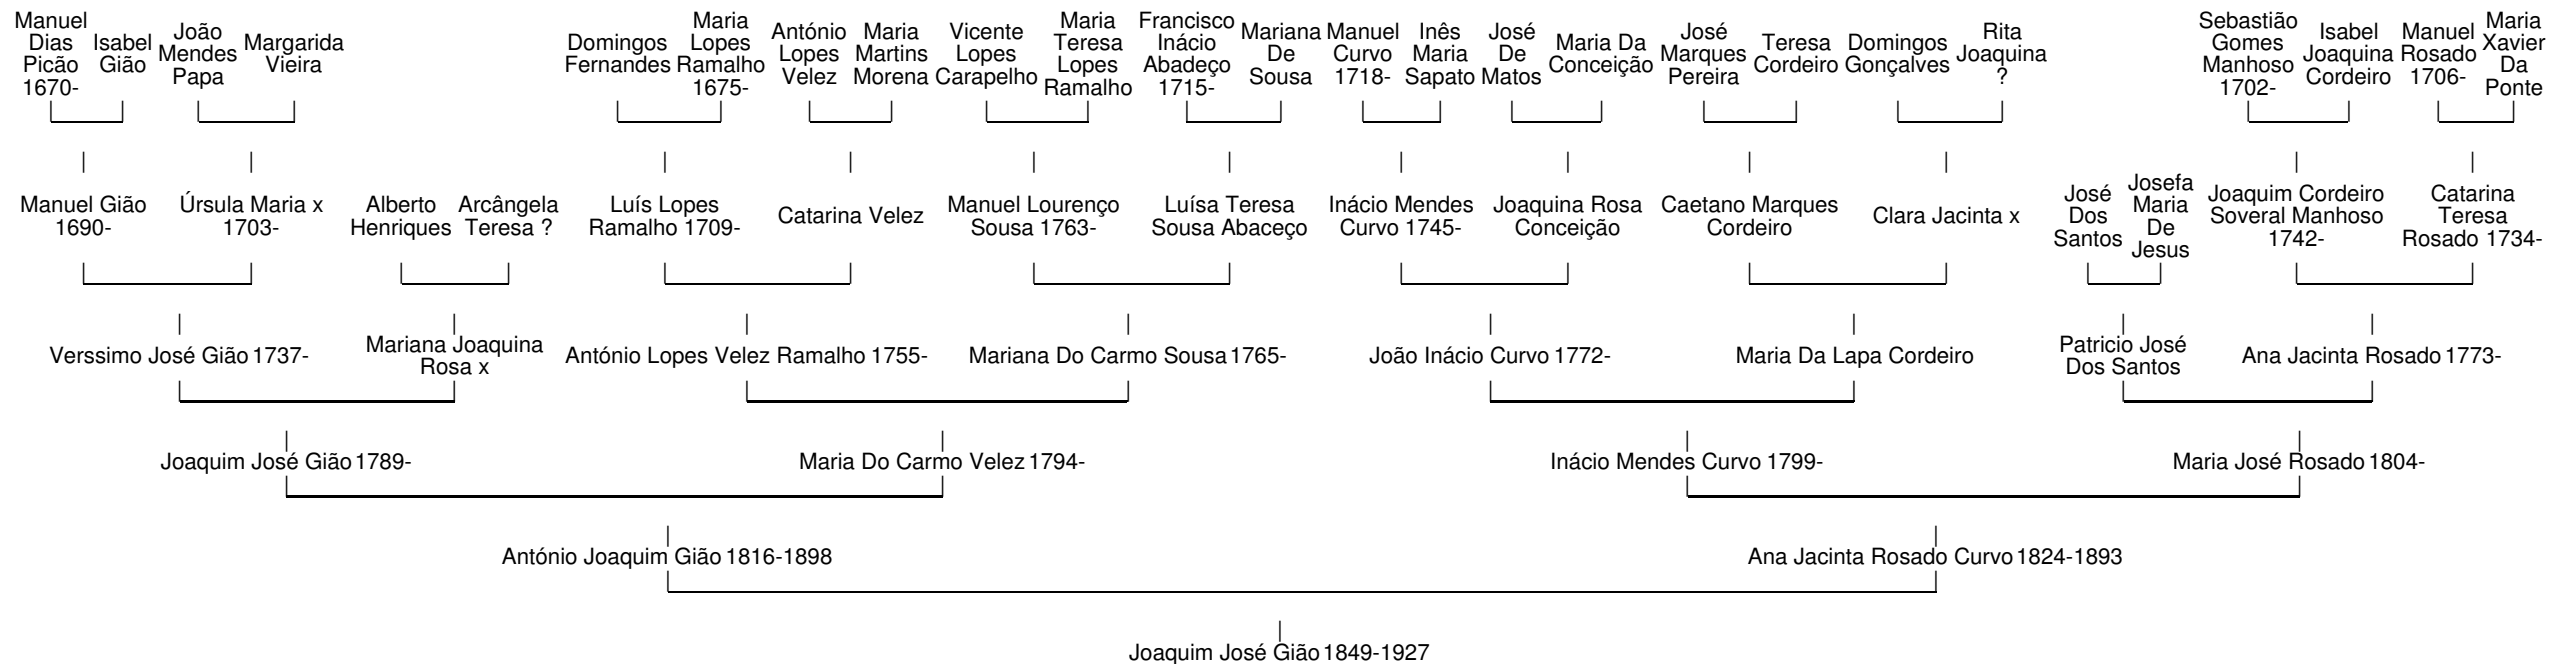 Manuel
Dias
Picão
1670-
Isabel
Gião
João
Mendes
Papa
Margarida
Vieira
Domingos
Fernandes
Maria
Lopes
Ramalho
1675-
António
Lopes
Velez
Maria
Martins
Morena
Vicente
Lopes
Carapelho
Maria
Teresa
Lopes
Ramalho
Francisco
Inácio
Abadeço
1715-
Mariana
De
Sousa
Manuel
Curvo
1718-
Inês
Maria
Sapato
José
De
Matos
Maria Da
Conceição
José
Marques
Pereira
Teresa
Cordeiro
Domingos
Gonçalves
Rita
Joaquina
?
Sebastião
Gomes
Manhoso
1702-
Isabel
Joaquina
Cordeiro
Manuel
Rosado
1706-
Maria
Xavier
Da
Ponte
Manuel Gião
1690-
Úrsula Maria x
1703-
Alberto
Henriques
Arcângela
Teresa ?
Luís Lopes
Ramalho 1709-
Catarina Velez
Manuel Lourenço
Sousa 1763-
Luísa Teresa
Sousa Abaceço
Inácio Mendes
Curvo 1745-
Joaquina Rosa
Conceição
Caetano Marques
Cordeiro
Clara Jacinta x
José
Dos
Santos
Josefa
Maria
De
Jesus
Joaquim Cordeiro
Soveral Manhoso
1742-
Catarina
Teresa
Rosado 1734-
Verssimo José Gião 1737-
Mariana Joaquina
Rosa x
António Lopes Velez Ramalho 1755-
Mariana Do Carmo Sousa 1765-
João Inácio Curvo 1772-
Maria Da Lapa Cordeiro
Patricio José
Dos Santos
Ana Jacinta Rosado 1773-
Joaquim José Gião 1789-
Maria Do Carmo Velez 1794-
Inácio Mendes Curvo 1799-
Maria José Rosado 1804-
António Joaquim Gião 1816-1898
Ana Jacinta Rosado Curvo 1824-1893
Joaquim José Gião 1849-1927